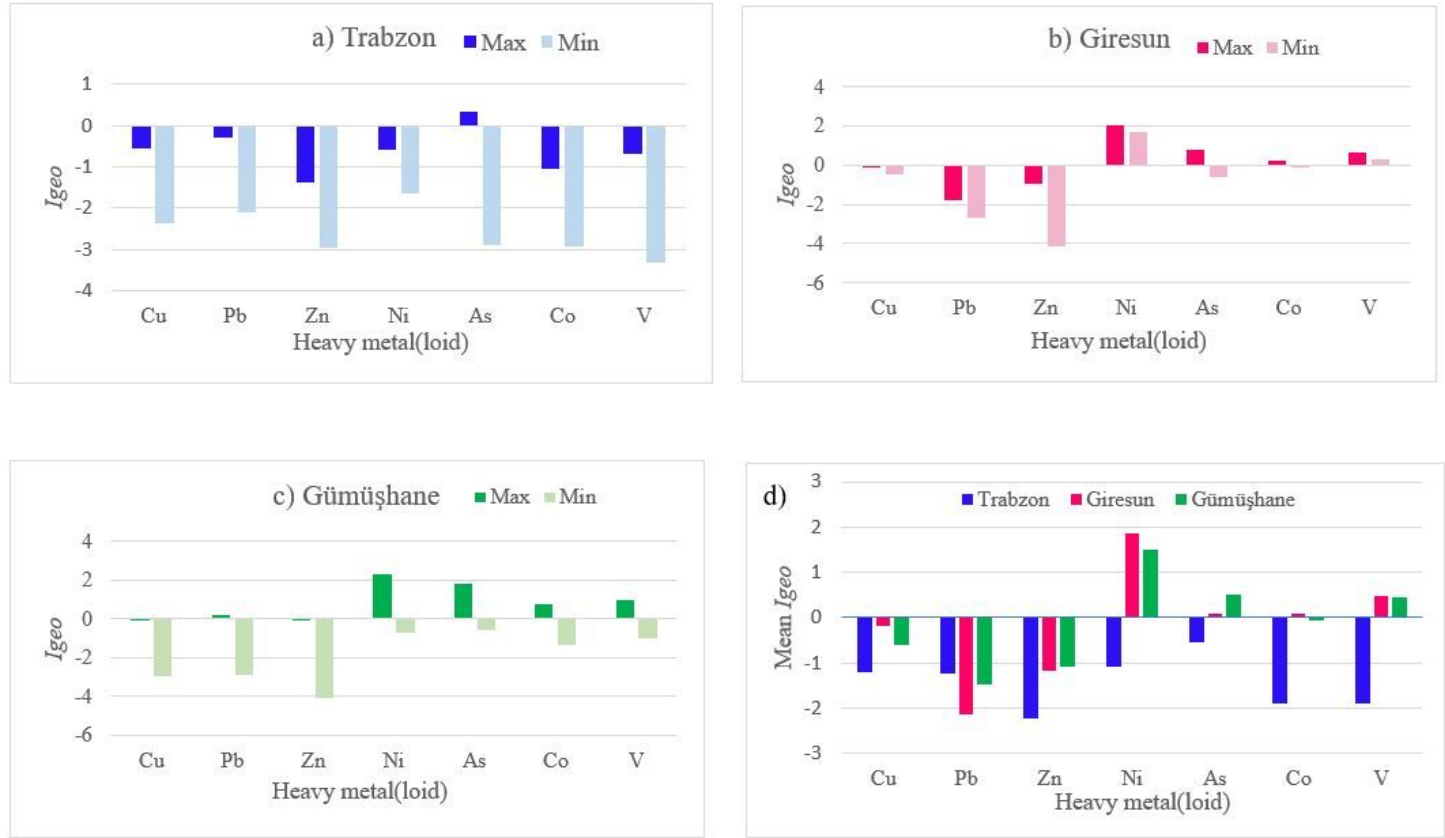 a) Trabzon
Max
Min
1
0
-1
-2
-3
-4
Igeo
Cu Pb Zn Ni As Co V
Heavy metal(loid)
b) Giresun
Max
Min
4
2
0
-2
-4
-6
Igeo
Cu Pb Zn Ni As Co V
Heavy metal(loid)
c) Gümüşhane
Max
Min
4
2
0
-2
-4
-6
Igeo
Cu Pb Zn Ni As Co V
Heavy metal(loid)
d)
Trabzon
Giresun
Gümüşhane
3
2
1
0
-1
-2
-3
Mean Igeo
Cu Pb Zn Ni As Co V
Heavy metal(loid)